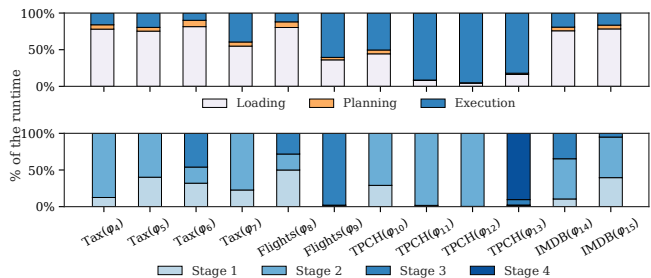 100%
50%
0%
Loading Planning Execution
% of the runtime
100%
50%
0%
Tax(φ4) Tax(φ5) Tax(φ6) Tax(φ7) Flights(φ8) Flights(φ9) TPCH(φ10) TPCH(φ11) TPCH(φ12) TPCH(φ13) IMDB(φ14) IMDB(φ15)
Stage 1 Stage 2 Stage 3 Stage 4